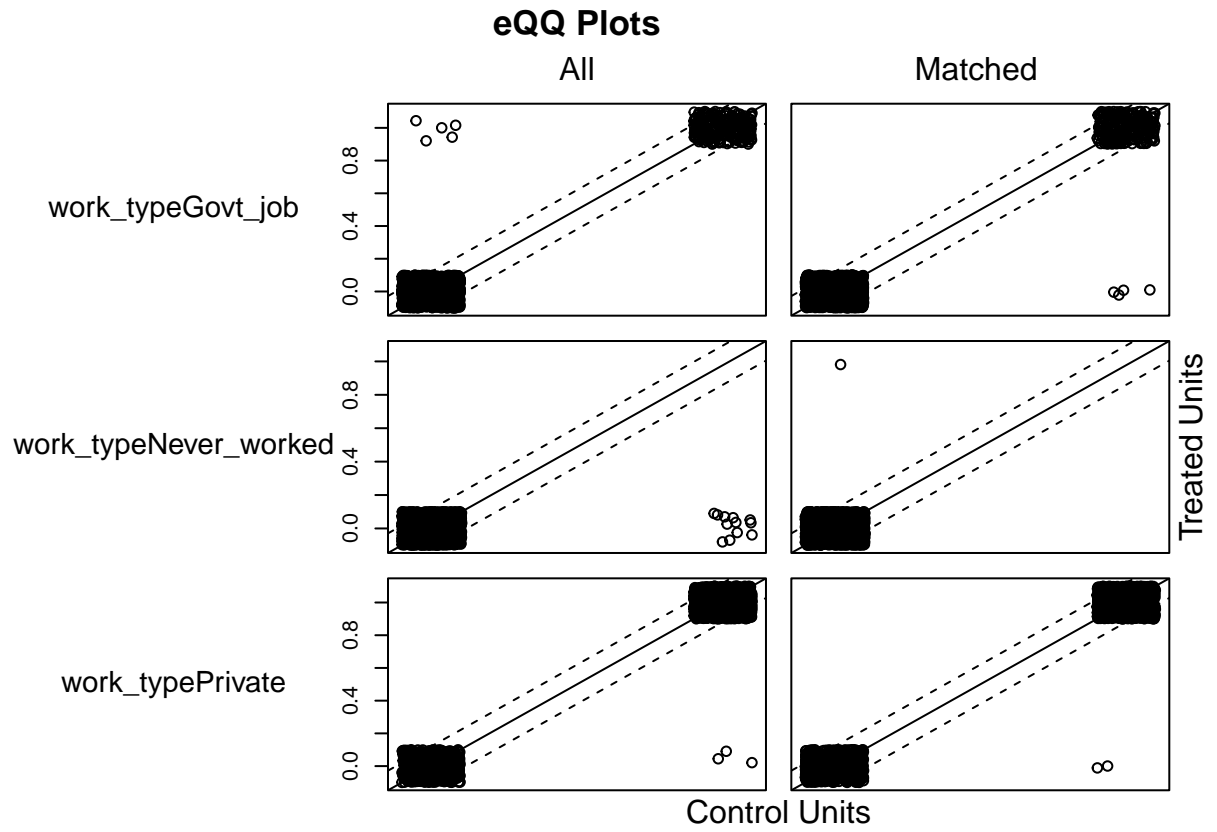 eQQ Plots
All
Matched
work_typeGovt_job
0.0
0.4
0.8
work_typeNever_worked
0.0
0.4
0.8
work_typePrivate
0.0
0.4
0.8
Treated Units
Control Units